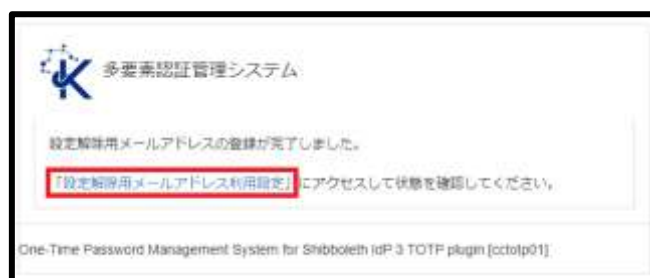 多要素認証管理システム
設定解除用メールアドレスの登録が完了しました。
「設定解除用メールアドレス利用設定」にアクセスして状態を確認してください。
One-Time Password Management System for Shibboleth IdP 3 TOTP plugin [cctotp01]